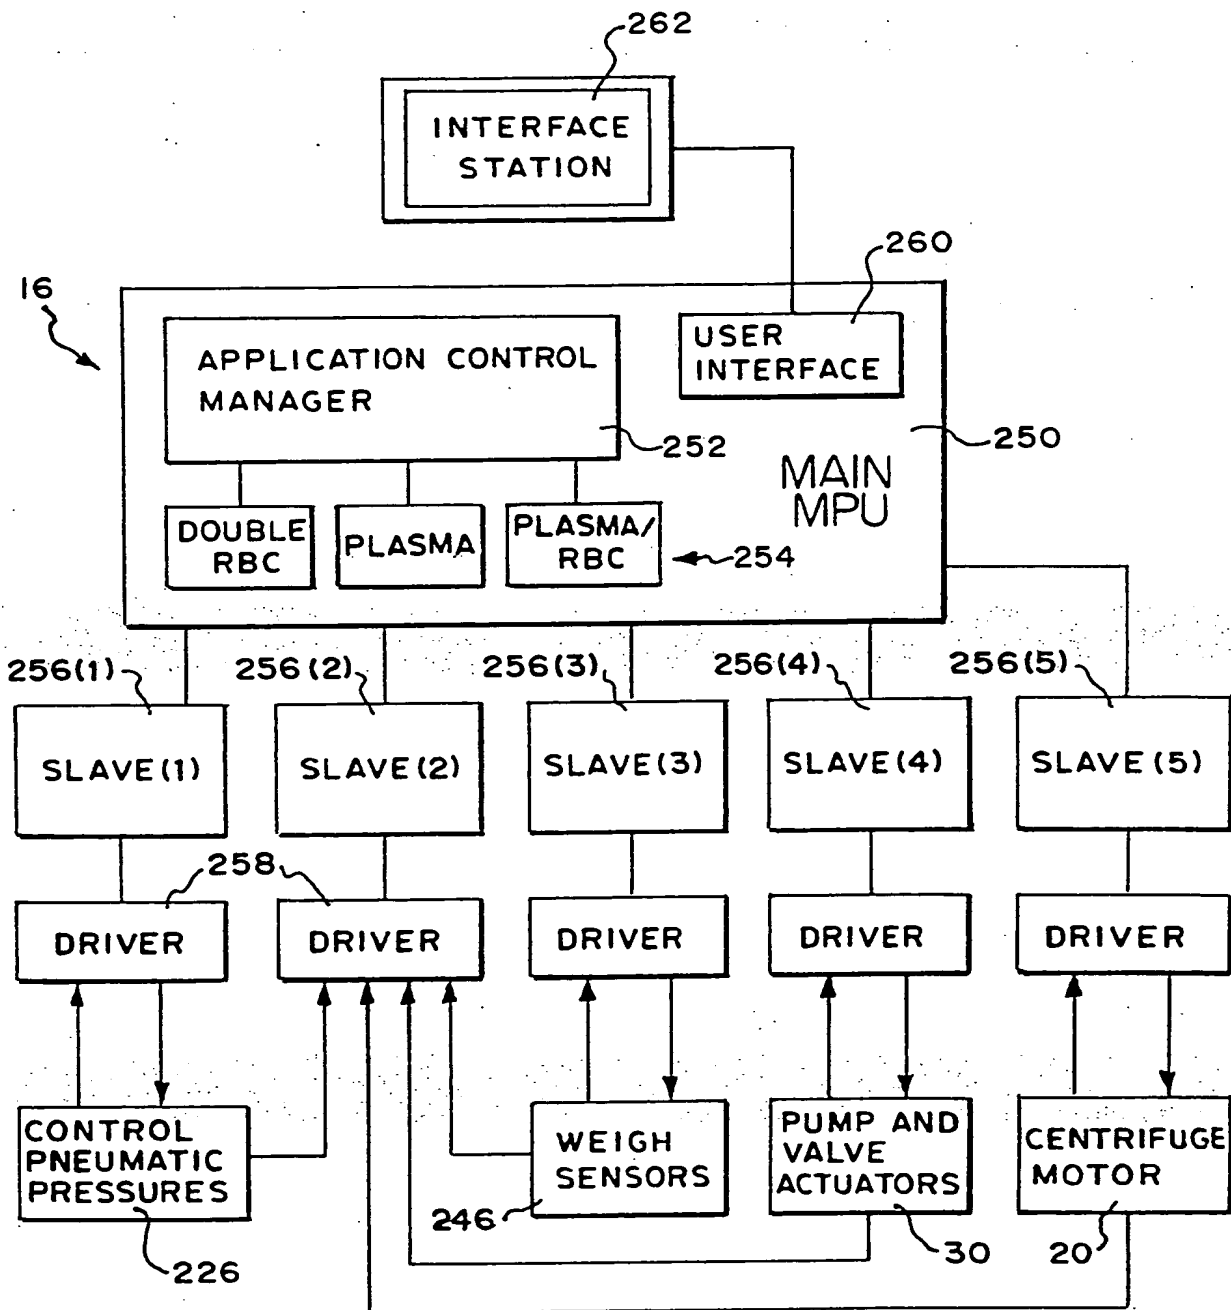 262
INTERFACE
STATION
260
16
USER
INTERFACE
APPLICATION CONTROL
MANAGER
252
250
MAIN
MPU
DOUBLE
RBC
PLASMA
PLASMA/
RBC
254
256(1)
256(2)
256(3)
256(4)
256(5)
SLAVE(1)
SLAVE(2)
SLAVE(3)
SLAVE(4)
SLAVE(5)
258
DRIVER
DRIVER
DRIVER
DRIVER
DRIVER
CONTROL
PNEUMATIC
PRESSURES
WEIGH
SENSORS
PUMP AND
VALVE
ACTUATORS
CENTRIFUGE
MOTOR
226
246
30
20